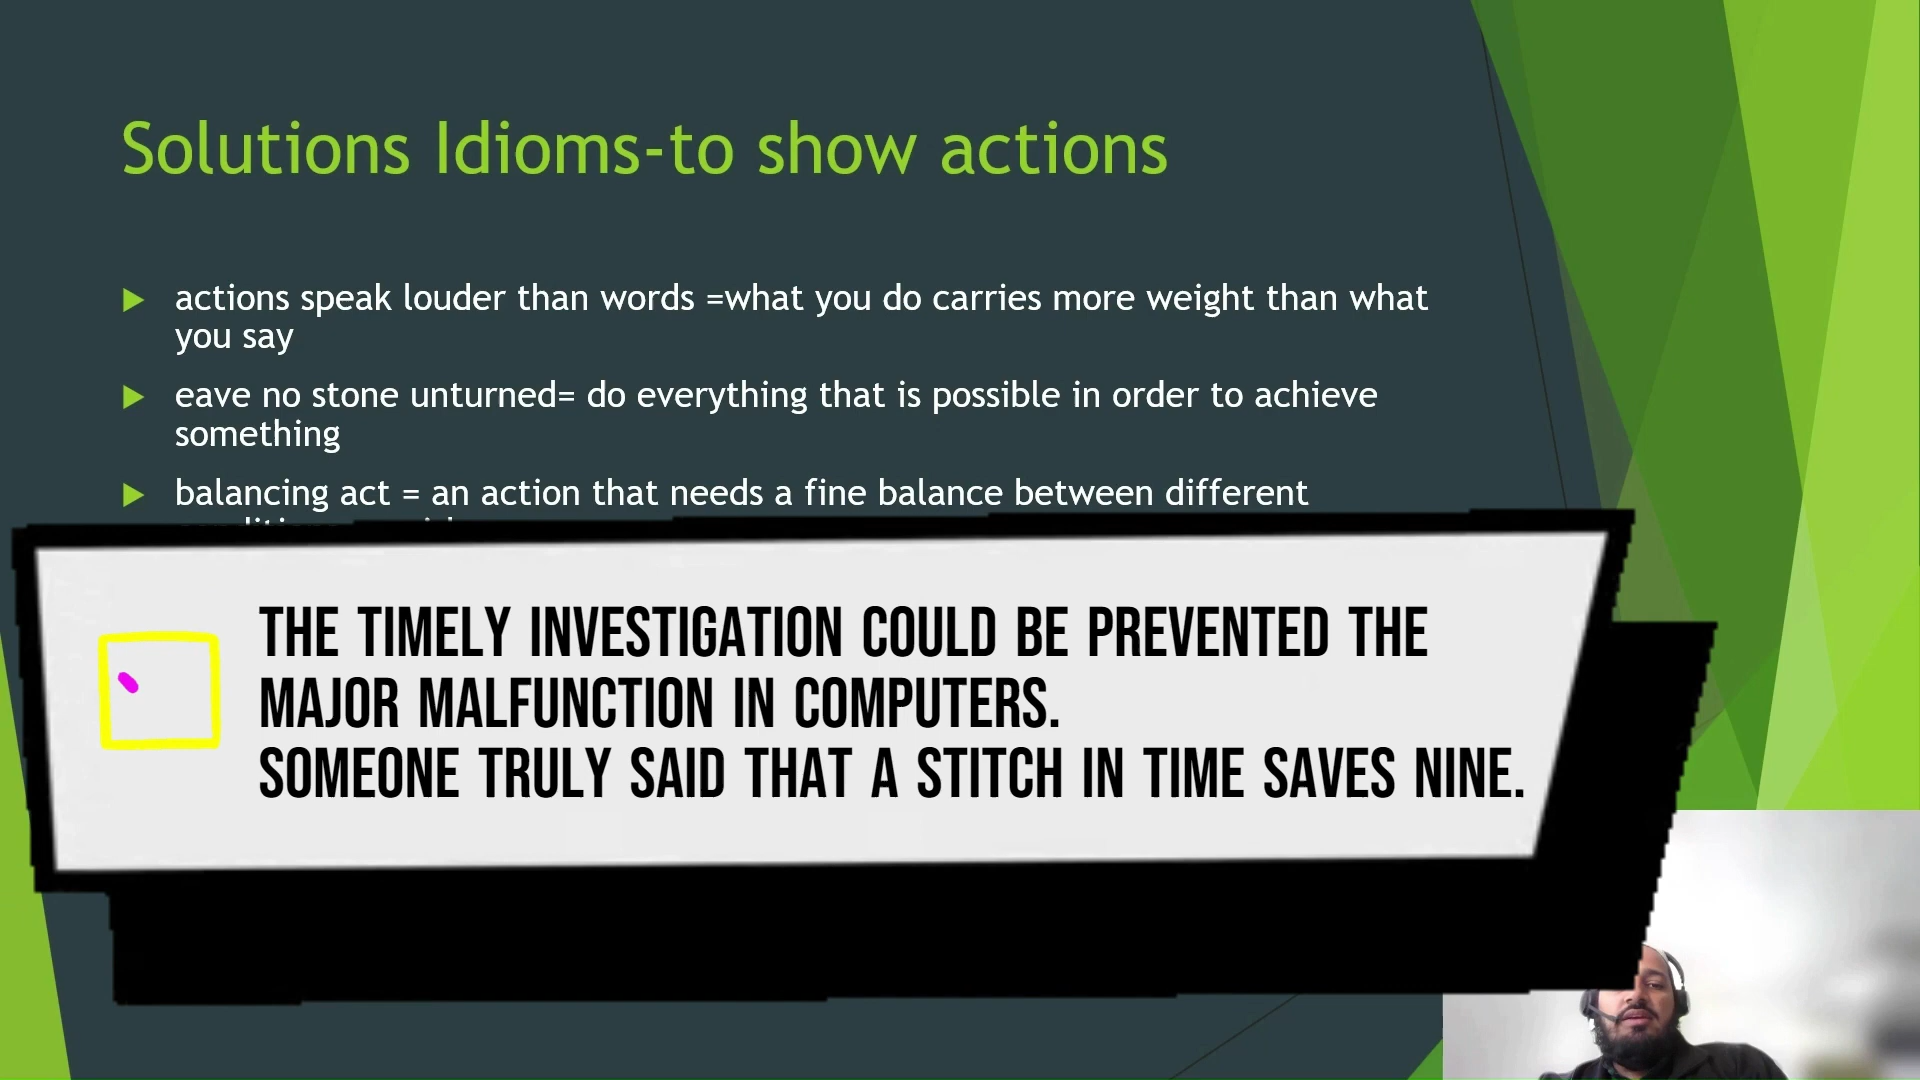 Solutions Idioms-to show actions
actions speak louder than words =what you do carries more weight than what
you say
eave no stone unturned= do everything that is possible in order to achieve
something
balancing act = an action that needs a fine balance between different
THE TIMELY INVESTIGATION COULD BE PREVENTED THE
MAJOR MALFUNCTION IN COMPUTERS.
SOMEONE TRULY SAID THAT A STITCH IN TIME SAVES NINE.